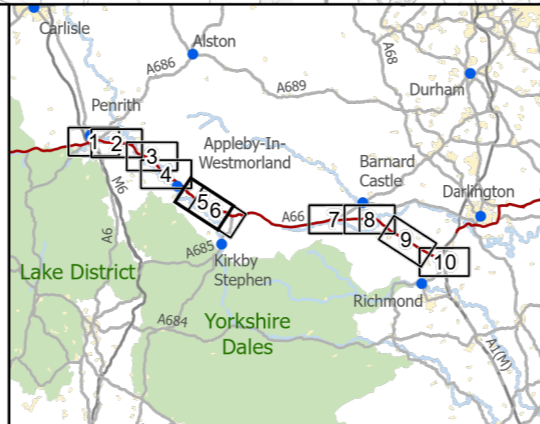 Carlisle
Alston
A686
A68
A689
Durham
Penrith
1
2
3
4
5
6
Appleby-In-
Westmorland
Barnard
Castle
Darlington
M6
A6
A66
7
8
9
10
A685
Kirkby
Stephen
Lake District
Richmond
A684
Yorkshire
Dales
A1(M)